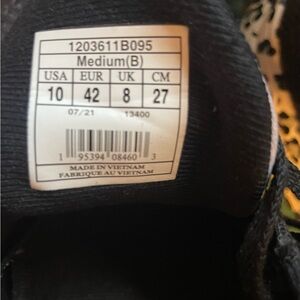 1203611B095
Medium(B)
USA EUR UK CM
10 42 8 27
07/21 13400
1 95394 08460 3
MADE IN VIETNAM
FABRIQUE AU VIETNAM